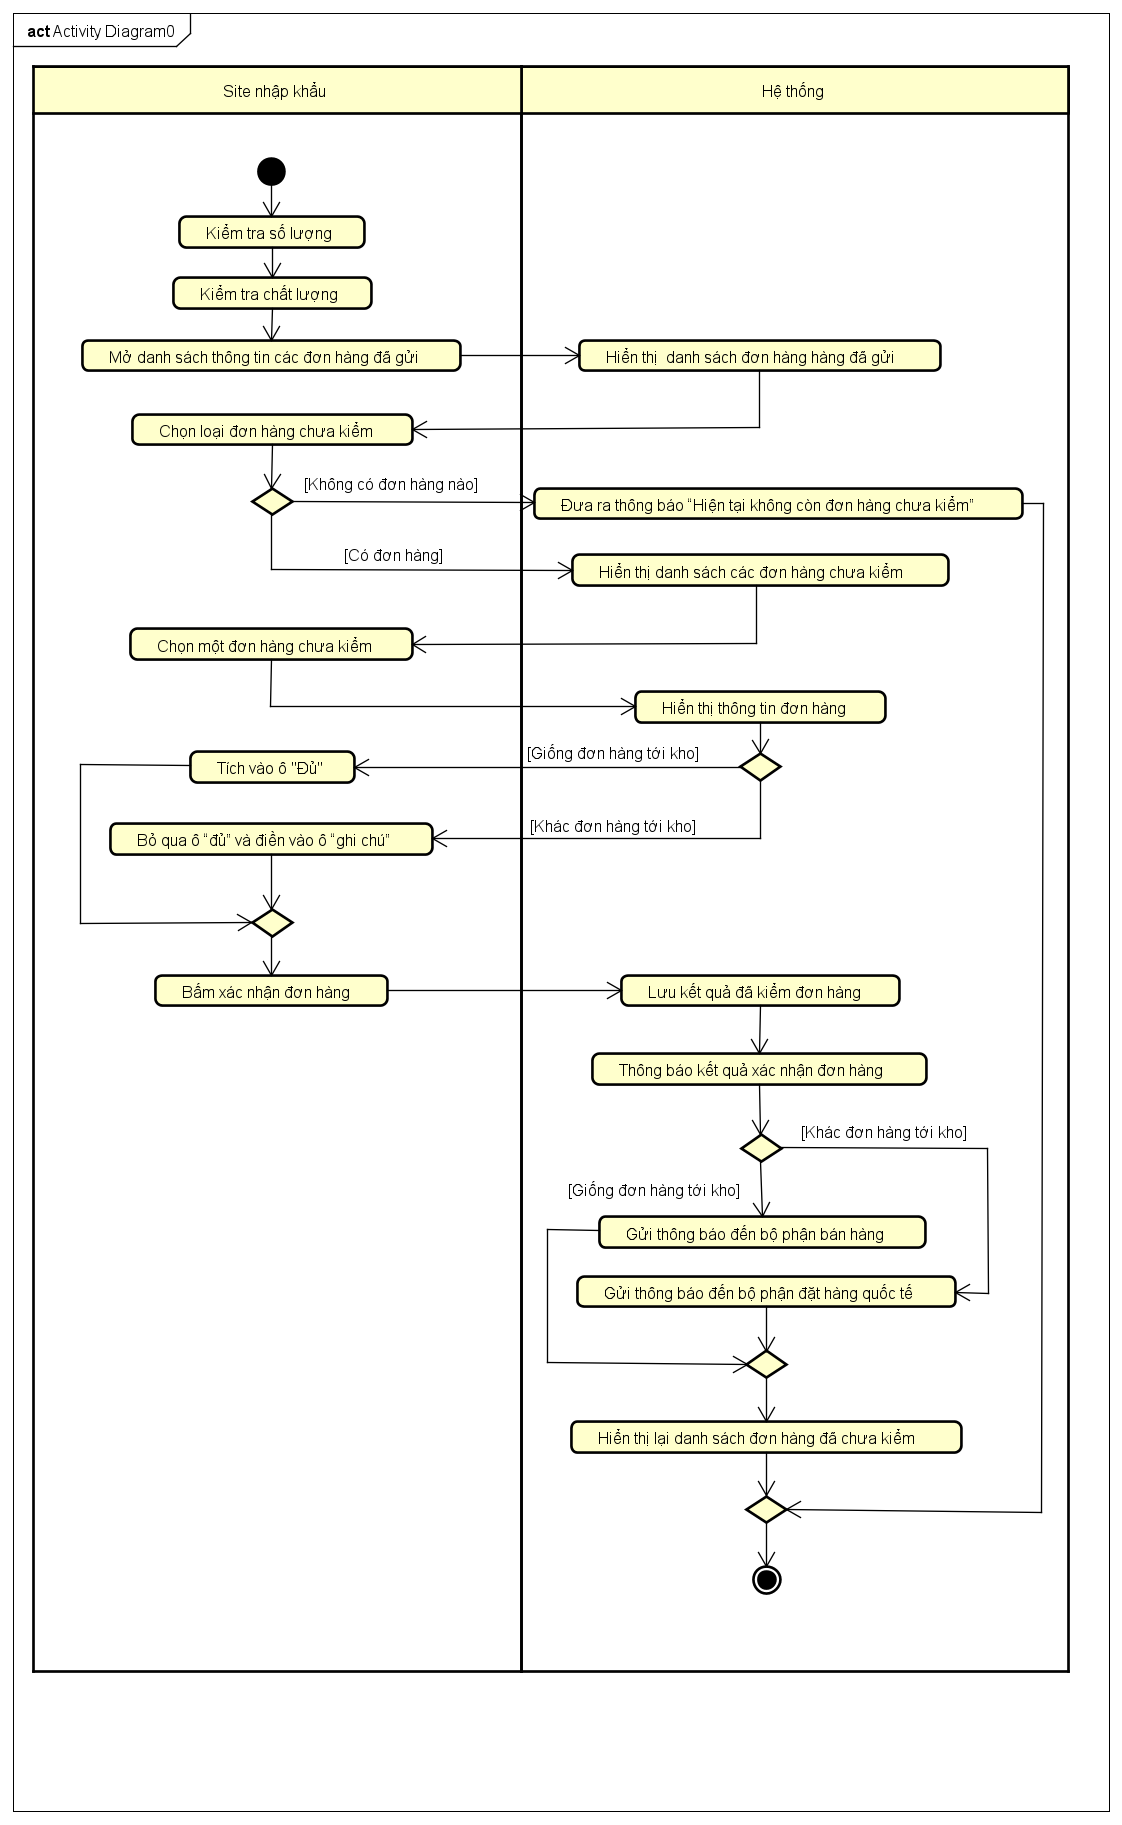 act Activity Diagram0
Site nhập khẩu
Hệ thống
Kiểm tra số lượng
Kiểm tra chất lượng
Mở danh sách thông tin các đơn hàng đã gửi
Hiển thị  danh sách đơn hàng hàng đã gửi
Chọn loại đơn hàng chưa kiểm
[Không có đơn hàng nào]
Đưa ra thông báo “Hiện tại không còn đơn hàng chưa kiểm”
[Có đơn hàng]
Hiển thị danh sách các đơn hàng chưa kiểm
Chọn một đơn hàng chưa kiểm
Hiển thị thông tin đơn hàng
[Giống đơn hàng tới kho]
Tích vào ô "Đủ"
[Khác đơn hàng tới kho]
Bỏ qua ô “đủ” và điền vào ô “ghi chú”
Bấm xác nhận đơn hàng
Lưu kết quả đã kiểm đơn hàng
Thông báo kết quả xác nhận đơn hàng
[Khác đơn hàng tới kho]
[Giống đơn hàng tới kho]
Gửi thông báo đến bộ phận bán hàng
Gửi thông báo đến bộ phận đặt hàng quốc tế
Hiển thị lại danh sách đơn hàng đã chưa kiểm